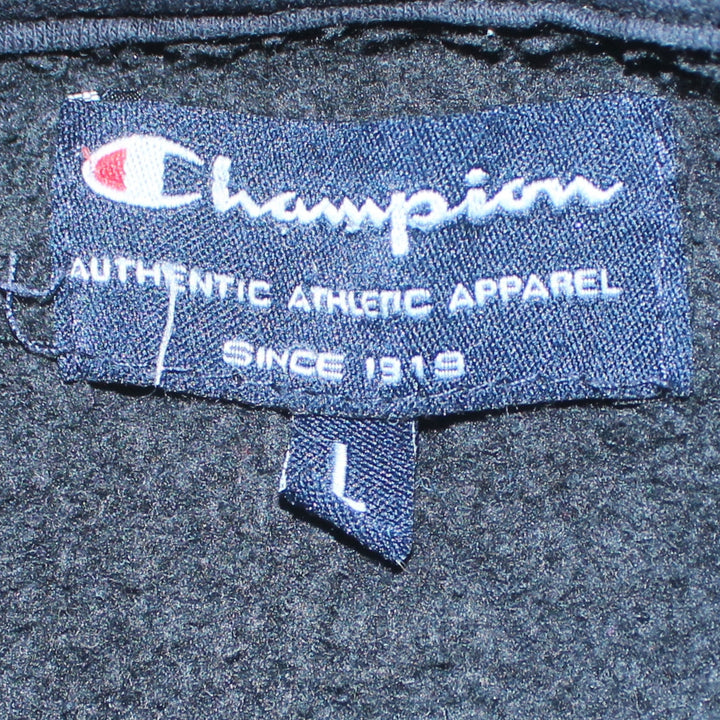 Champion
AUTHENTIC ATHLETIC APPAREL
SINCE 1919
L